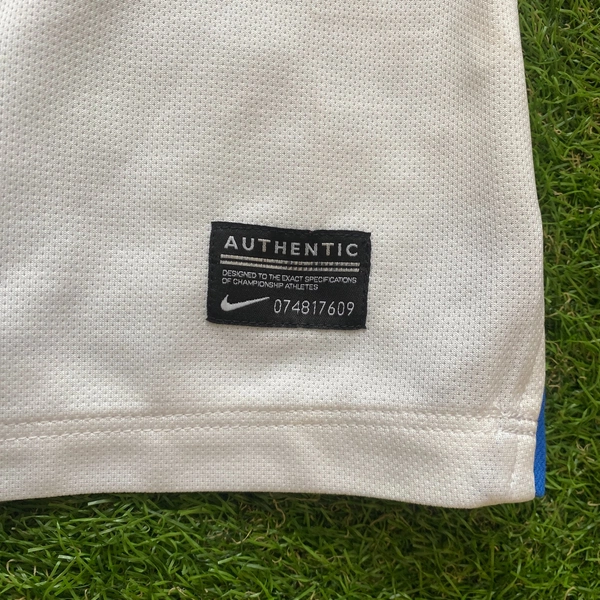 AUTHENTIC
DESIGNED TO THE EXACT SPECIFICATIONS
OF CHAMPIONSHIP ATHLETES
074817609